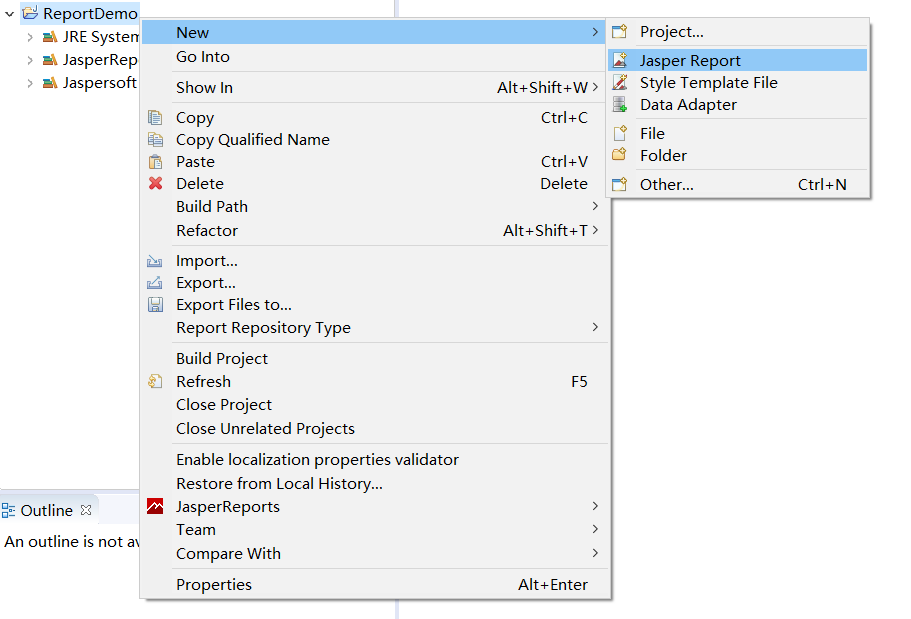 ReportDemo
JRE System
JasperRep
Jaspersoft
New
Go Into
Show In Alt+Shift+W
Copy Ctrl+C
Copy Qualified Name
Paste Ctrl+V
Delete Delete
Build Path
Refactor Alt+Shift+T
Import...
Export...
Export Files to...
Report Repository Type
Build Project
Refresh F5
Close Project
Close Unrelated Projects
Enable localization properties validator
Restore from Local History...
JasperReports
Team
Compare With
Properties Alt+Enter
Project...
Jasper Report
Style Template File
Data Adapter
File
Folder
Other... Ctrl+N
Outline
An outline is not av